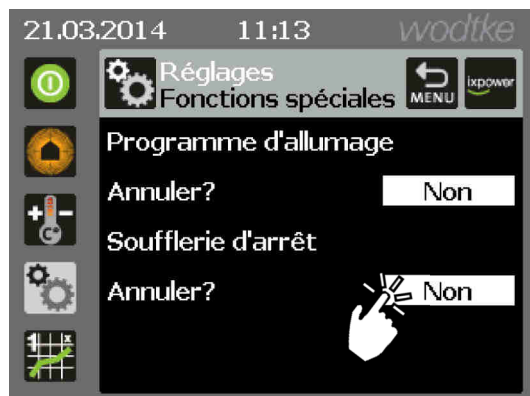 21.03.2014 11:13 wodtke
Réglages
Fonctions spéciales
MENU
ixpower
Programme d'allumage
Annuler? Non
+ -
C°
Soufflerie d'arrêt
Annuler? Non
1 x